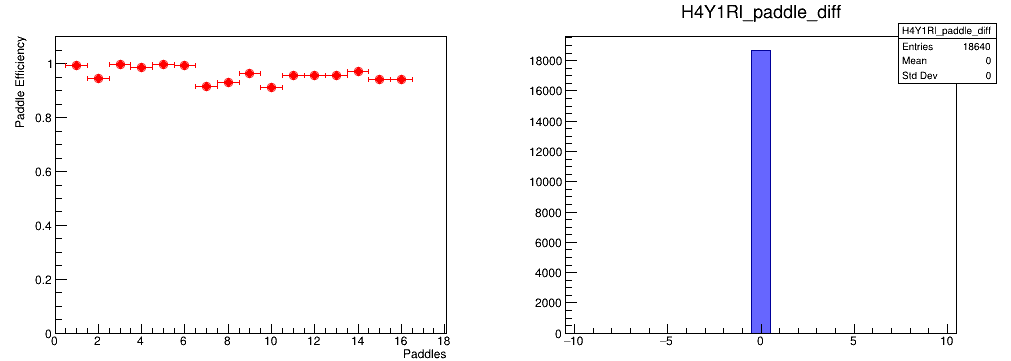 Paddle Efficiency
1
0.8
0.6
0.4
0.2
0
0 2 4 6 8 10 12 14 16 18
Paddles
H4Y1RI_paddle_diff
H4Y1RI_paddle_diff
Entries 18640
Mean 0
Std Dev 0
18000
16000
14000
12000
10000
8000
6000
4000
2000
0
−10 −5 0 5 10